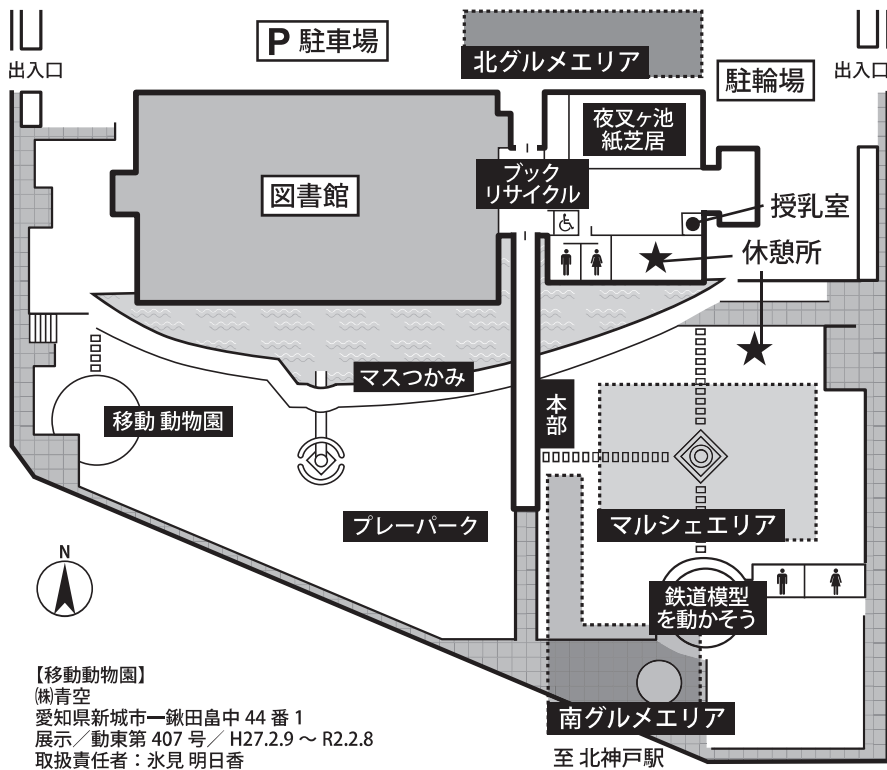 P 駐車場
北グルメエリア
出入口
駐輪場
出入口
夜叉ヶ池
紙芝居
ブック
リサイクル
図書館
授乳室
休憩所
マスつかみ
本部
移動 動物園
プレーパーク
マルシェエリア
N
鉄道模型
を動かそう
南グルメエリア
至 北神戸駅
【移動動物園】
㈱青空
愛知県新城市一鍬田畠中 44 番 1
展示／動東第 407 号／ H27.2.9 ～ R2.2.8
取扱責任者：氷見 明日香